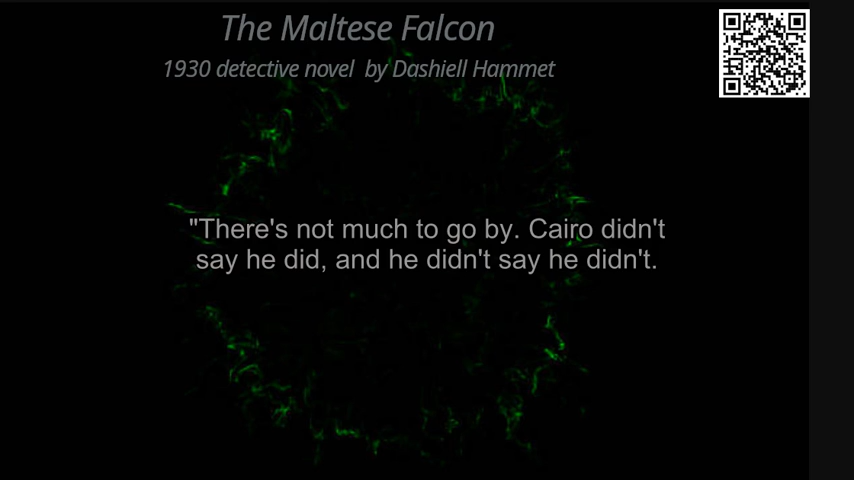 The Maltese Falcon
1930 detective novel by Dashiell Hammet
"There's not much to go by. Cairo didn't
say he did, and he didn't say he didn't.